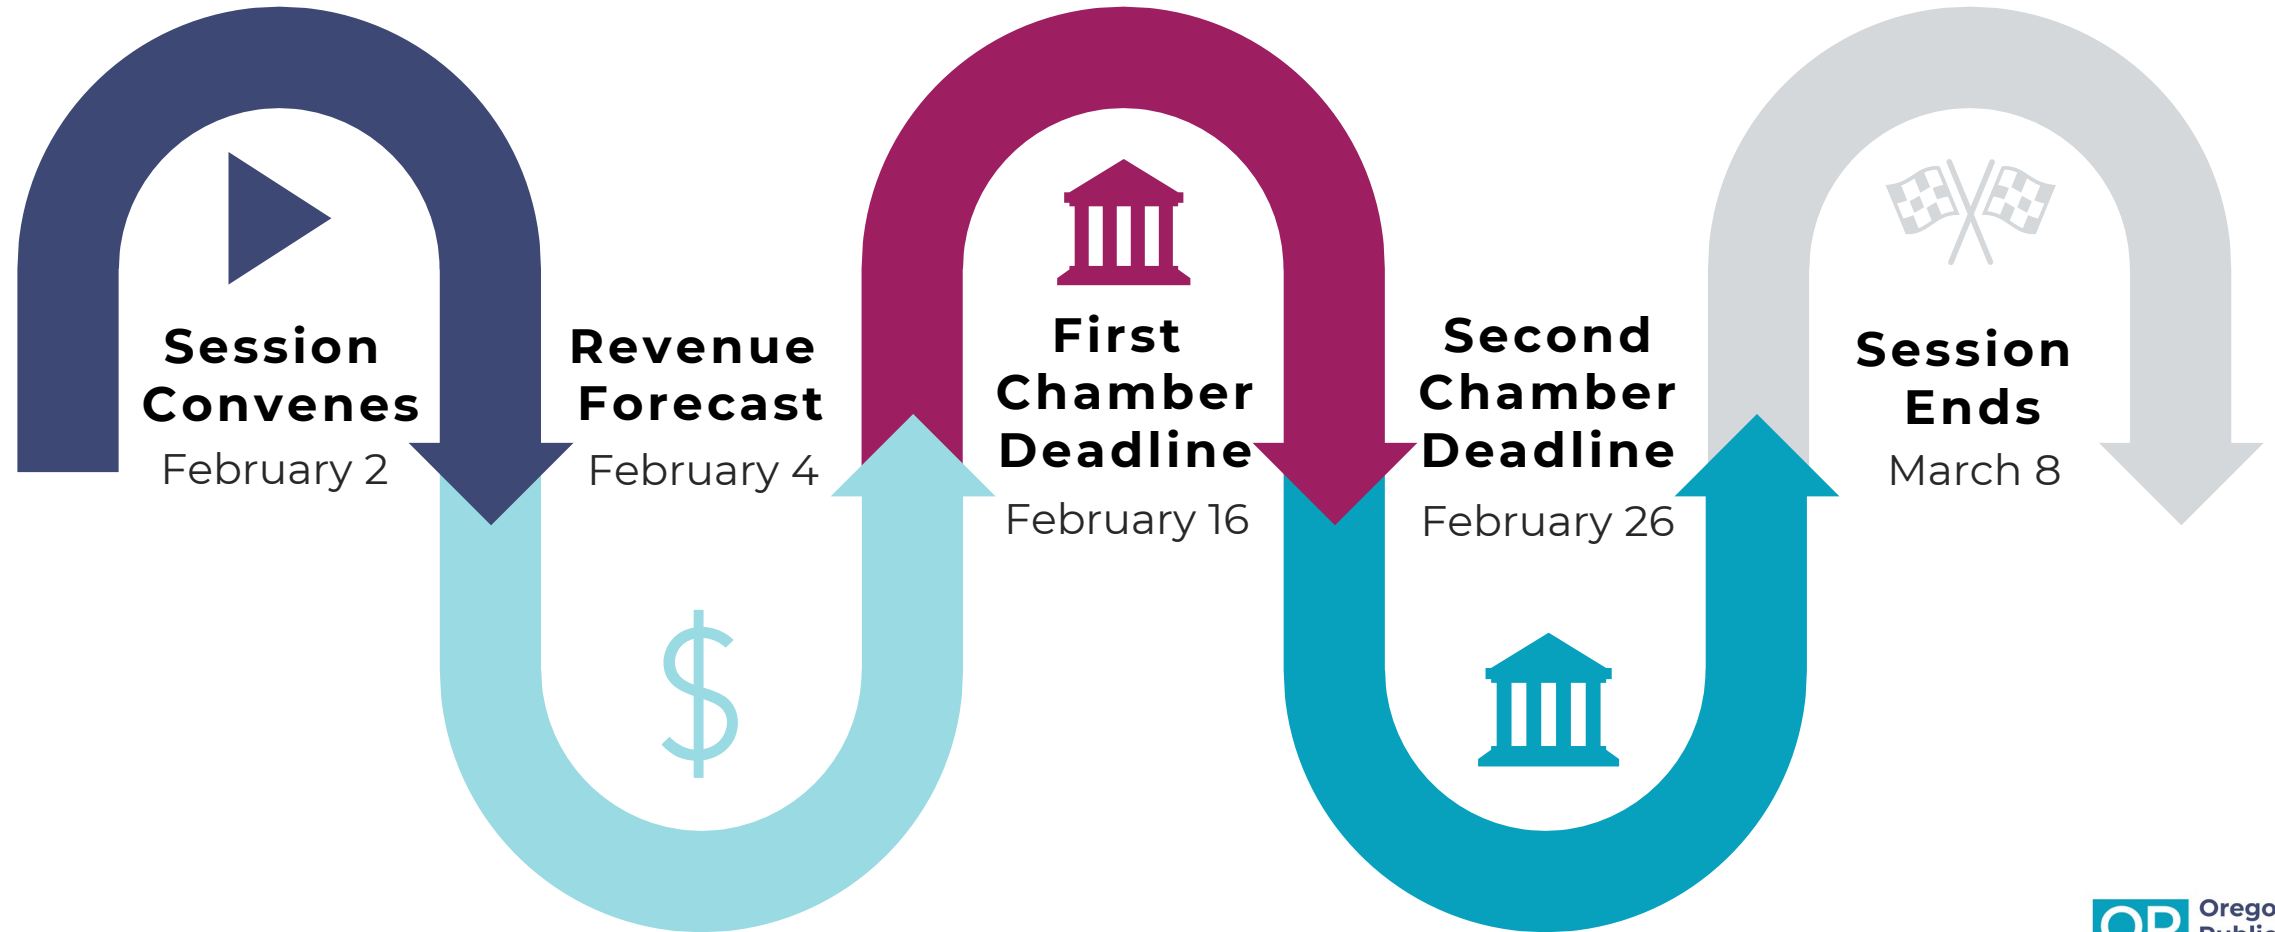 Session
Convenes
February 2
Revenue
Forecast
February 4
First
Chamber
Deadline
February 16
Second
Chamber
Deadline
February 26
Session
Ends
March 8